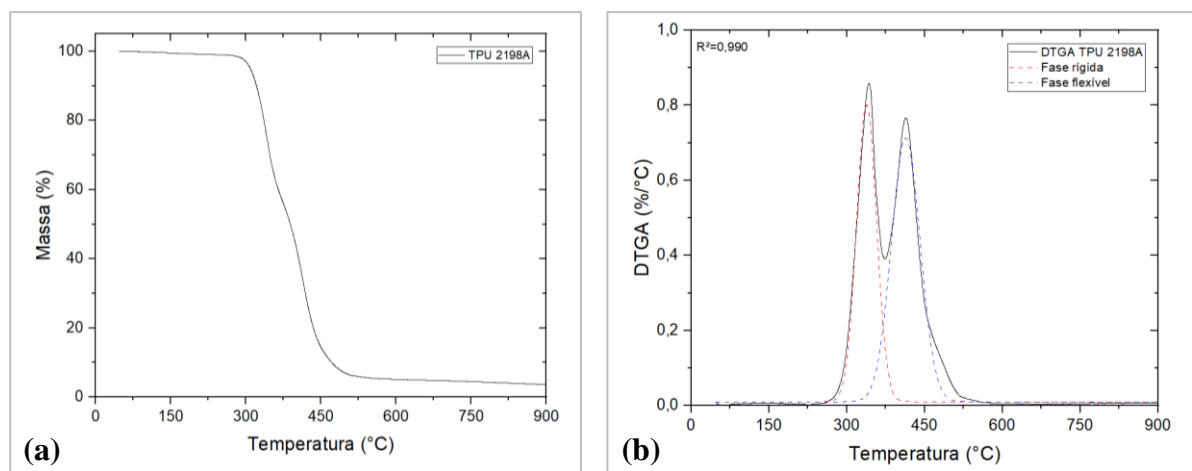 100
80
60
40
20
0
Massa (%)
TPU 2198A
0 150 300 450 600 750 900
Temperatura (°C)
(a)
1,0
0,8
0,6
0,4
0,2
0,0
DTGA (%/°C)
R²=0,990
DTGA TPU 2198A
Fase rígida
Fase flexível
0 150 300 450 600 750 900
Temperatura (°C)
(b)